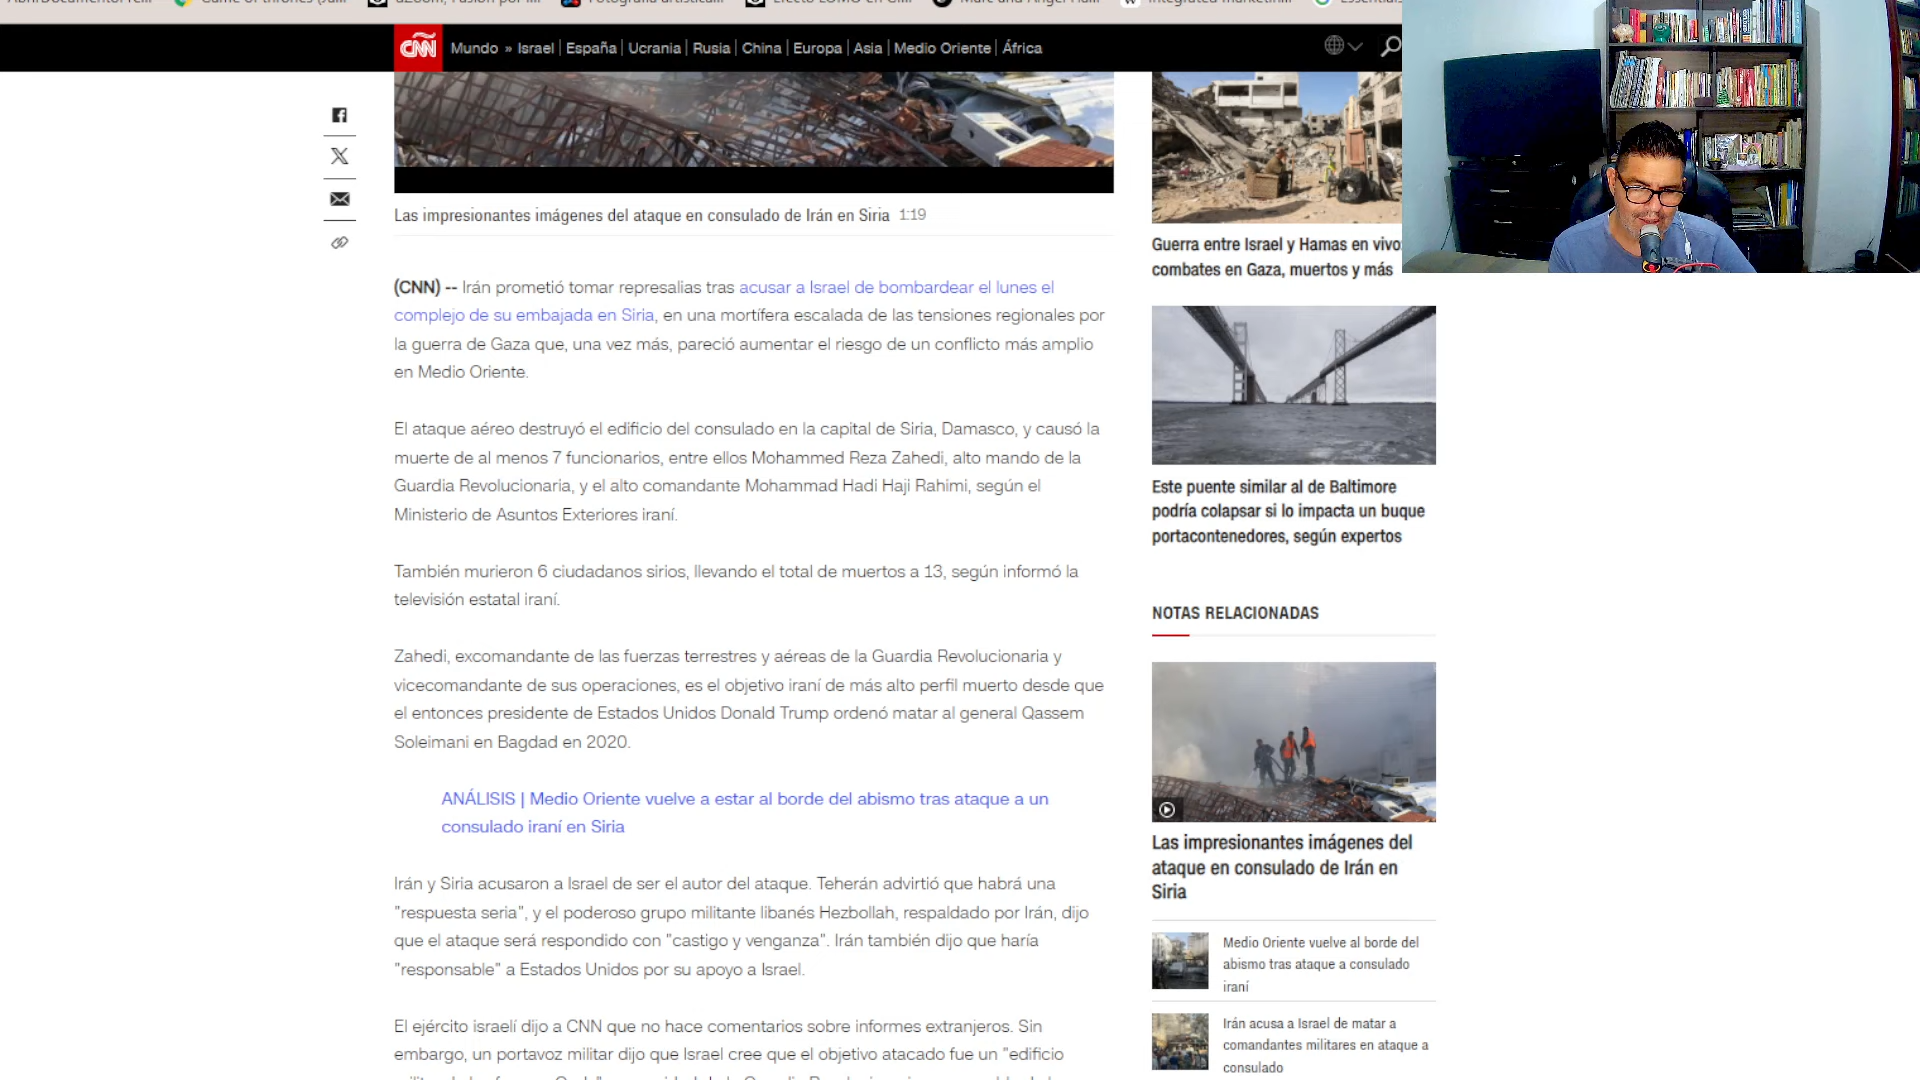 CNN Mundo » Israel | España | Ucrania | Rusia | China | Europa | Asia | Medio Oriente | África
Las impresionantes imágenes del ataque en consulado de Irán en Siria 1:19
(CNN) -- Irán prometió tomar represalias tras acusar a Israel de bombardear el lunes el
complejo de su embajada en Siria, en una mortífera escalada de las tensiones regionales por
la guerra de Gaza que, una vez más, pareció aumentar el riesgo de un conflicto más amplio
en Medio Oriente.
El ataque aéreo destruyó el edificio del consulado en la capital de Siria, Damasco, y causó la
muerte de al menos 7 funcionarios, entre ellos Mohammed Reza Zahedi, alto mando de la
Guardia Revolucionaria, y el alto comandante Mohammad Hadi Haji Rahimi, según el
Ministerio de Asuntos Exteriores iraní.
También murieron 6 ciudadanos sirios, llevando el total de muertos a 13, según informó la
televisión estatal iraní.
Zahedi, excomandante de las fuerzas terrestres y aéreas de la Guardia Revolucionaria y
vicecomandante de sus operaciones, es el objetivo iraní de más alto perfil muerto desde que
el entonces presidente de Estados Unidos Donald Trump ordenó matar al general Qassem
Soleimani en Bagdad en 2020.
ANÁLISIS | Medio Oriente vuelve a estar al borde del abismo tras ataque a un
consulado iraní en Siria
Irán y Siria acusaron a Israel de ser el autor del ataque. Teherán advirtió que habrá una
"respuesta seria", y el poderoso grupo militante libanés Hezbollah, respaldado por Irán, dijo
que el ataque será respondido con "castigo y venganza". Irán también dijo que haría
"responsable" a Estados Unidos por su apoyo a Israel.
El ejército israelí dijo a CNN que no hace comentarios sobre informes extranjeros. Sin
embargo, un portavoz militar dijo que Israel cree que el objetivo atacado fue un "edificio
Guerra entre Israel y Hamas en vivo:
combates en Gaza, muertos y más
Este puente similar al de Baltimore
podría colapsar si lo impacta un buque
portacontenedores, según expertos
NOTAS RELACIONADAS
Las impresionantes imágenes del
ataque en consulado de Irán en
Siria
Medio Oriente vuelve al borde del
abismo tras ataque a consulado
iraní
Irán acusa a Israel de matar a
comandantes militares en ataque a
consulado